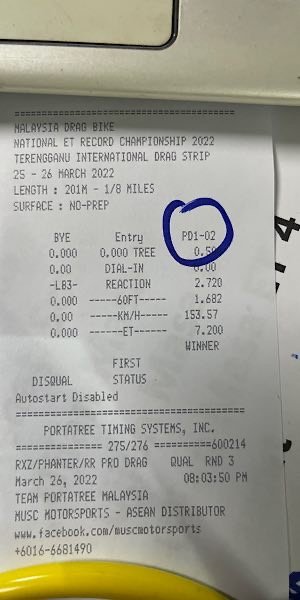 ==============================
MALAYSIA DRAG BIKE
NATIONAL ET RECORD CHAMPIONSHIP 2022
TERENGGANU INTERNATIONAL DRAG STRIP
25 - 26 MARCH 2022
LENGTH : 201M - 1/8 MILES
SURFACE : NO-PREP
BYE Entry PD1-02
0.000 0.000 TREE
0.00 DIAL-IN 0.00
-LB3- REACTION 2.720
0.000 ------60FT------ 1.682
0.00 ------KM/H------ 153.57
0.000 -------ET------- 7.200
WINNER
FIRST
DISQUAL STATUS
Autostart Disabled
==============================
PORTATREE TIMING SYSTEMS, INC.
=============== 275/276 ==========600214
RXZ/PHANTER/RR PRO DRAG QUAL RND 3
March 26, 2022 08:03:50 PM
TEAM PORTATREE MALAYSIA
MUSC MOTORSPORTS - ASEAN DISTRIBUTOR
www.facebook.com/muscmotorsports
+6016-6681490